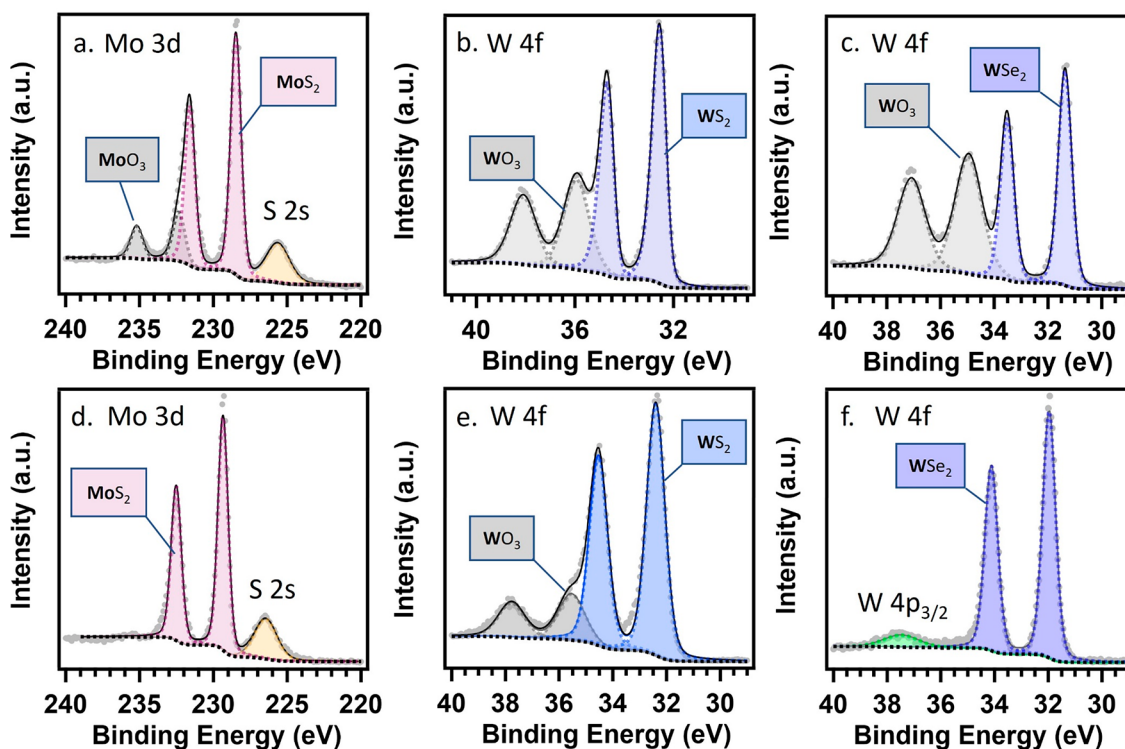 a. Mo 3d
MoS2
MoO3
S 2s
Intensity (a.u.)
240 235 230 225 220
Binding Energy (eV)
b. W 4f
WO3
WS2
Intensity (a.u.)
40 36 32
Binding Energy (eV)
c. W 4f
WSe2
WO3
Intensity (a.u.)
40 38 36 34 32 30
Binding Energy (eV)
d. Mo 3d
MoS2
S 2s
Intensity (a.u.)
240 235 230 225 220
Binding Energy (eV)
e. W 4f
WS2
WO3
Intensity (a.u.)
40 38 36 34 32 30
Binding Energy (eV)
f. W 4f
WSe2
W 4p3/2
Intensity (a.u.)
40 38 36 34 32 30
Binding Energy (eV)